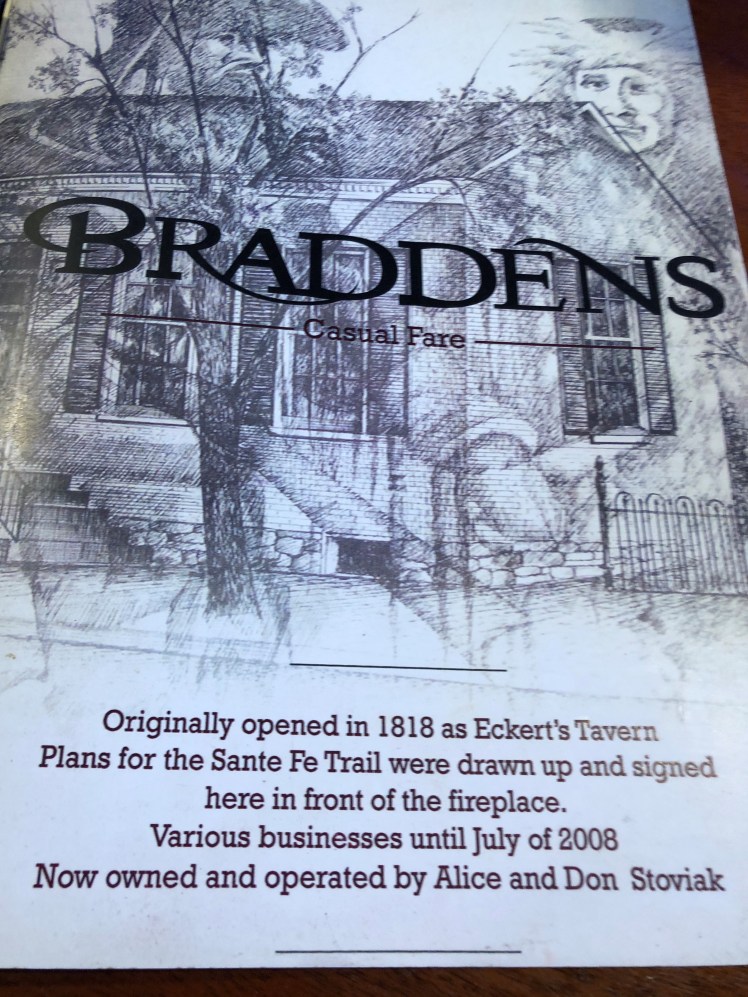 BRADDENS
Casual Fare
Originally opened in 1818 as Eckert's Tavern
Plans for the Sante Fe Trail were drawn up and signed
here in front of the fireplace.
Various businesses until July of 2008
Now owned and operated by Alice and Don Stoviak